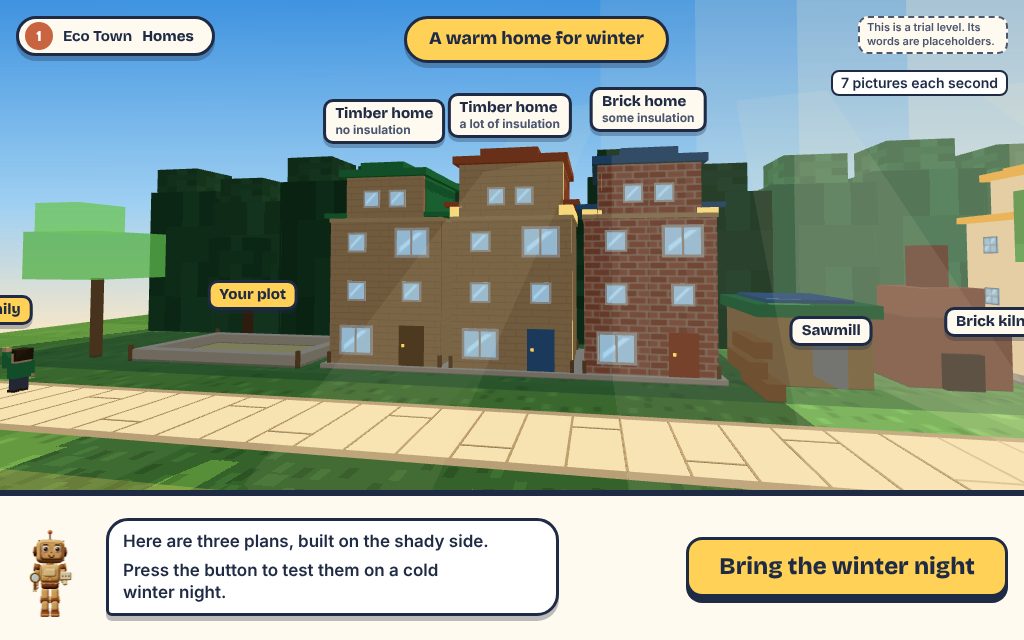 1 Eco Town Homes
A warm home for winter
This is a trial level. Its
words are placeholders.
7 pictures each second
Timber home
no insulation
Timber home
a lot of insulation
Brick home
some insulation
Your plot
Sawmill
Brick kiln
Here are three plans, built on the shady side.
Press the button to test them on a cold
winter night.
Bring the winter night